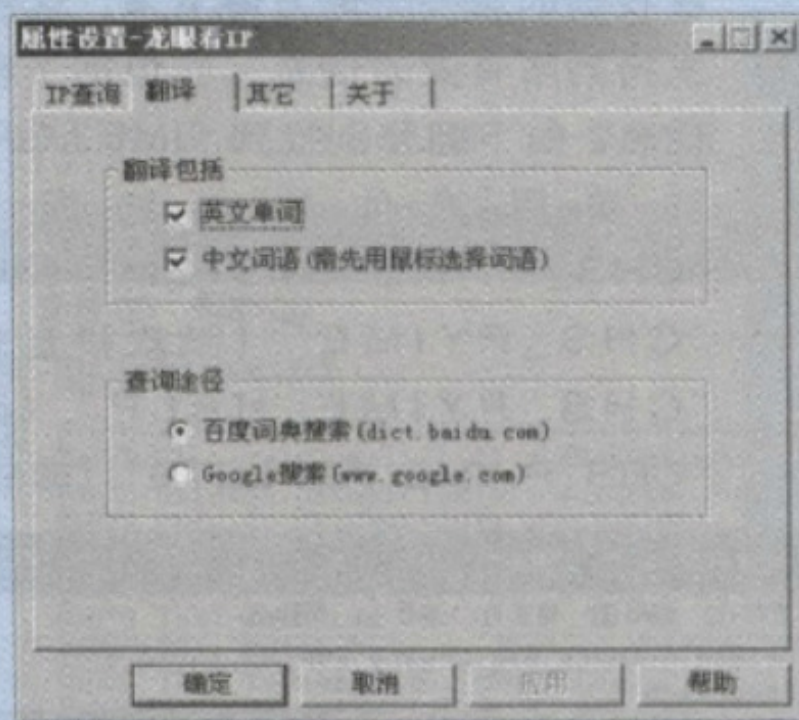 属性设置-龙眼看IP
IP查询 翻译 其它 关于
翻译包括
英文单词
中文词语(需先用鼠标选择词语)
查询途径
百度词典搜索(dict.baidu.com)
Google搜索(www.google.com)
确定 取消 应用 帮助